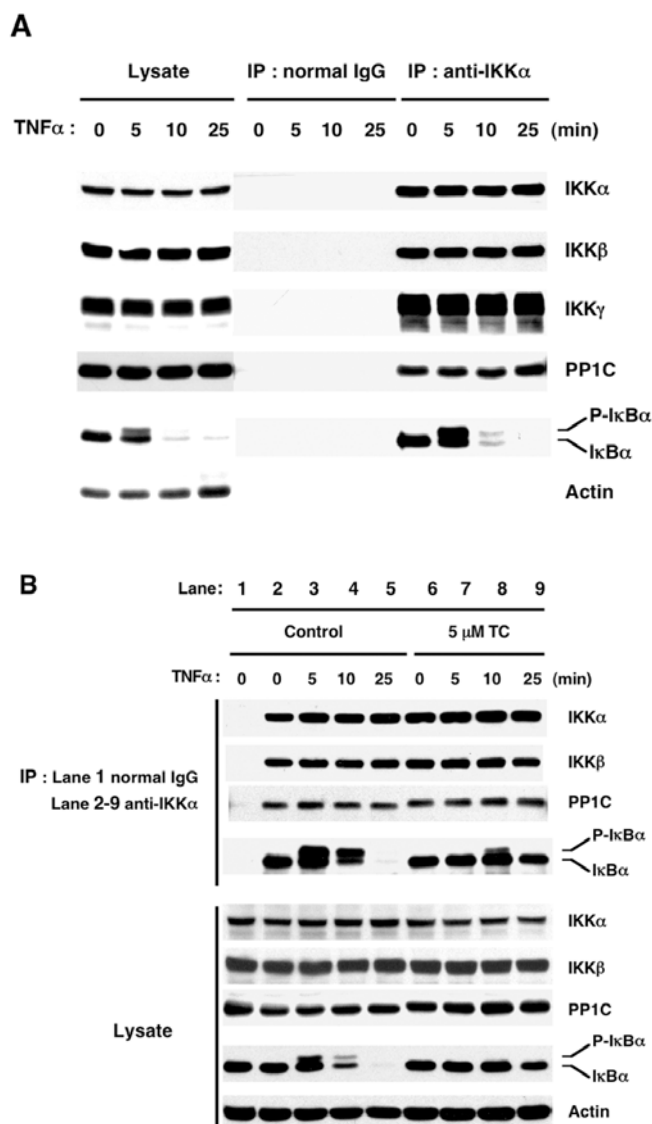 A
Lysate IP : normal IgG IP : anti-IKKα
TNFα : 0 5 10 25 0 5 10 25 0 5 10 25 (min)
IKKα
IKKβ
IKKγ
PP1C
P-IκBα
IκBα
Actin
B
Lane: 1 2 3 4 5 6 7 8 9
Control 5 μM TC
TNFα : 0 0 5 10 25 0 5 10 25 (min)
IKKα
IKKβ
IP : Lane 1 normal IgG
Lane 2-9 anti-IKKα
PP1C
P-IκBα
IκBα
IKKα
IKKβ
PP1C
Lysate
P-IκBα
IκBα
Actin